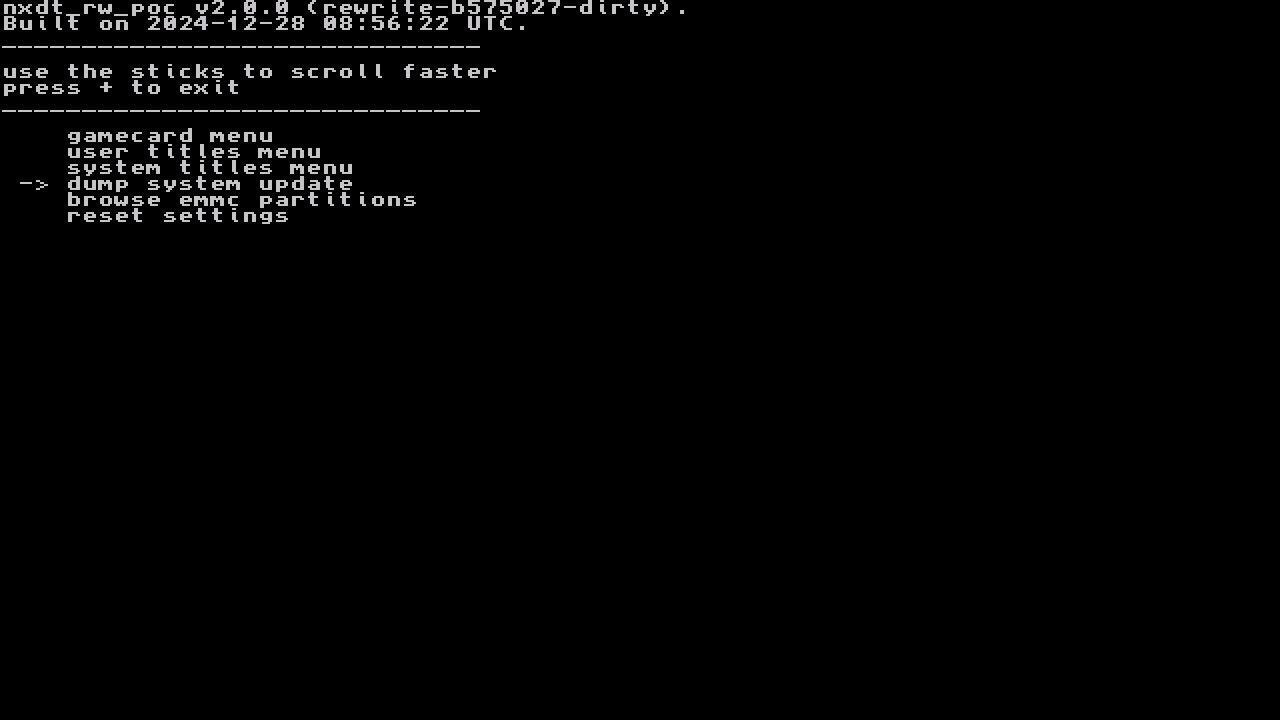 nxdt_rw_poc v2.0.0 (rewrite-b575027-dirty).
Built on 2024-12-28 08:56:22 UTC.
______________________________
use the sticks to scroll faster
press + to exit
______________________________
gamecard menu
user titles menu
system titles menu
-> dump system update
browse emmc partitions
reset settings